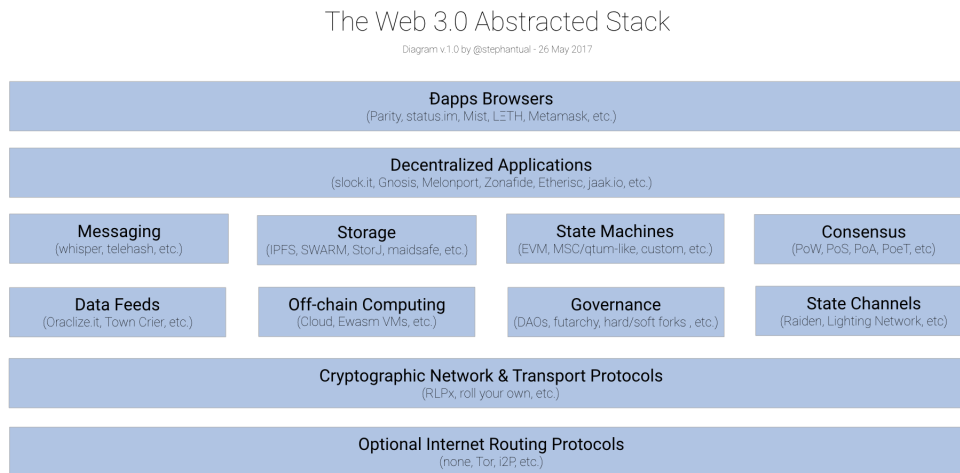 The Web 3.0 Abstracted Stack
Diagram v.1.0 by @stephantual - 26 May 2017
Ðapps Browsers
(Parity, status.im, Mist, LΞTH, Metamask, etc.)
Decentralized Applications
(slock.it, Gnosis, Melonport, Zonafide, Etherisc, jaak.io, etc.)
Messaging
(whisper, telehash, etc.)
Storage
(IPFS, SWARM, StorJ, maidsafe, etc.)
State Machines
(EVM, MSC/qtum-like, custom, etc.)
Consensus
(PoW, PoS, PoA, PoeT, etc)
Data Feeds
(Oraclize.it, Town Crier, etc.)
Off-chain Computing
(Cloud, Ewasm VMs, etc.)
Governance
(DAOs, futarchy, hard/soft forks , etc.)
State Channels
(Raiden, Lighting Network, etc)
Cryptographic Network & Transport Protocols
(RLPx, roll your own, etc.)
Optional Internet Routing Protocols
(none, Tor, i2P, etc.)